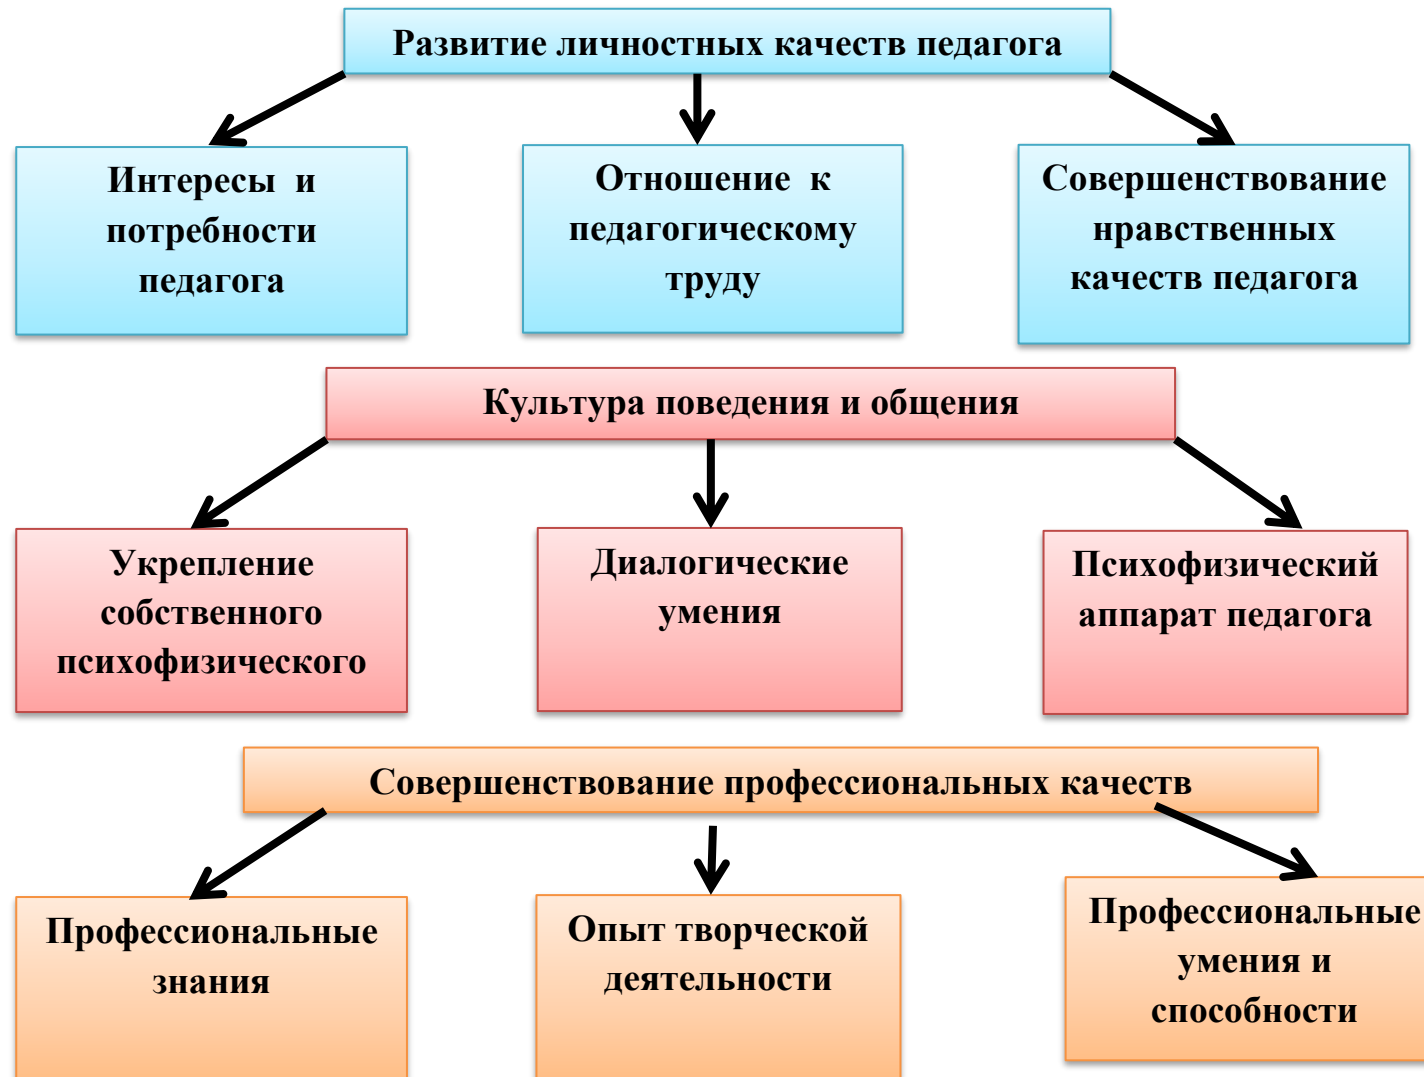 Развитие личностных качеств педагога
Интересы и
потребности
педагога
Отношение к
педагогическому
труду
Совершенствование
нравственных
качеств педагога
Культура поведения и общения
Укрепление
собственного
психофизического
Диалогические
умения
Психофизический
аппарат педагога
Совершенствование профессиональных качеств
Профессиональные
знания
Опыт творческой
деятельности
Профессиональные
умения и
способности